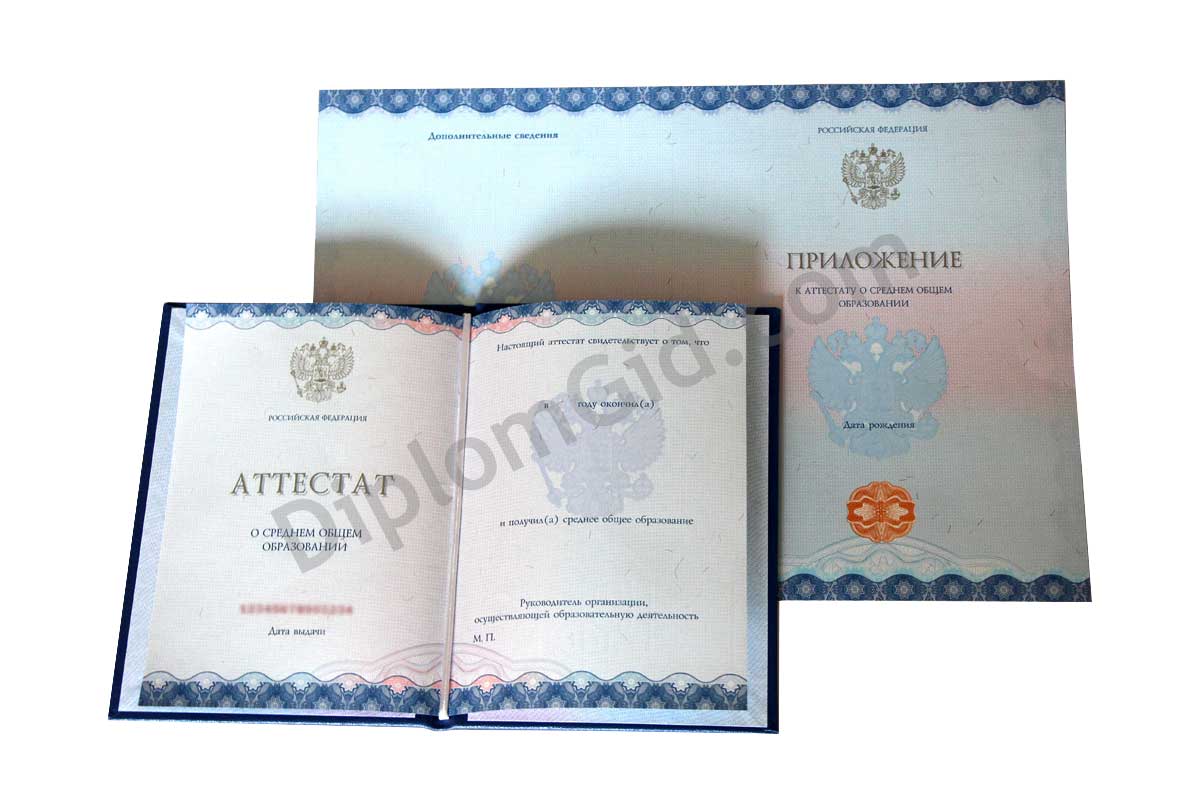 Дополнительные сведения
РОССИЙСКАЯ ФЕДЕРАЦИЯ
ПРИЛОЖЕНИЕ
К АТТЕСТАТУ О СРЕДНЕМ ОБЩЕМ
ОБРАЗОВАНИИ
Дата рождения
РОССИЙСКАЯ ФЕДЕРАЦИЯ
АТТЕСТАТ
О СРЕДНЕМ ОБЩЕМ
ОБРАЗОВАНИИ
Дата выдачи
Настоящий аттестат свидетельствует о том, что
в году окончил(а)
и получил(а) среднее общее образование
Руководитель организации,
осуществляющей образовательную деятельность
М. П.
DiplomGid.com